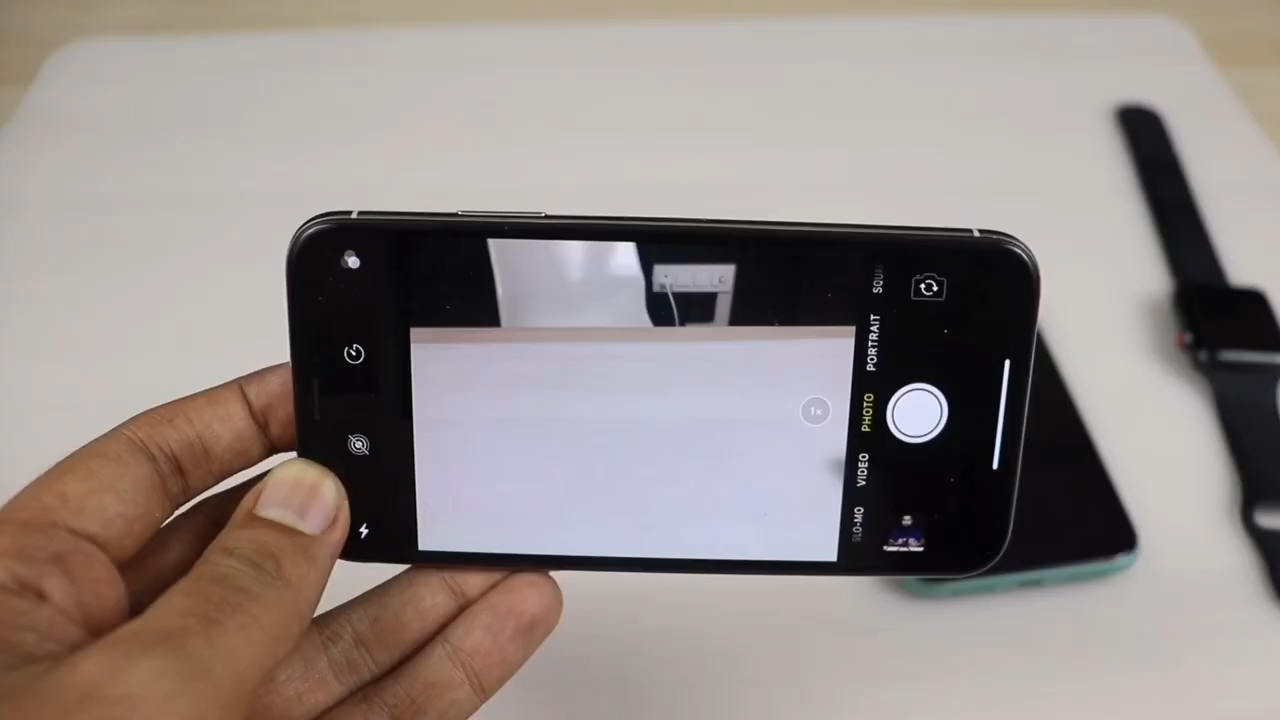 SQUA
PORTRAIT
PHOTO
VIDEO
SLO-MO
1x